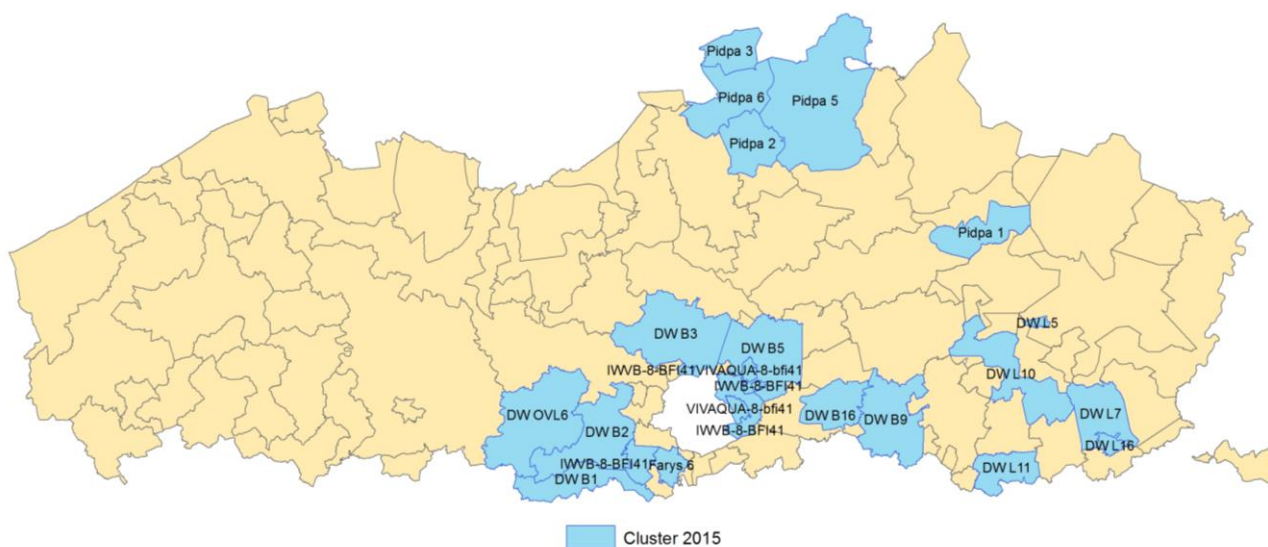 Pidpa 3
Pidpa 6
Pidpa 5
Pidpa 2
Pidpa 1
DW L5
DW B3
DW B5
IWVB-8-BFI41
VIVAQUA-8-bfi41
IWVB-8-BFI41
DW L10
DW OVL6
VIVAQUA-8-bfi41
DW B16
DW B9
DW L7
DW B2
IWVB-8-BFI41
DW L16
IWVB-8-BFI41
Farys 6
DW L11
DW B1
Cluster 2015